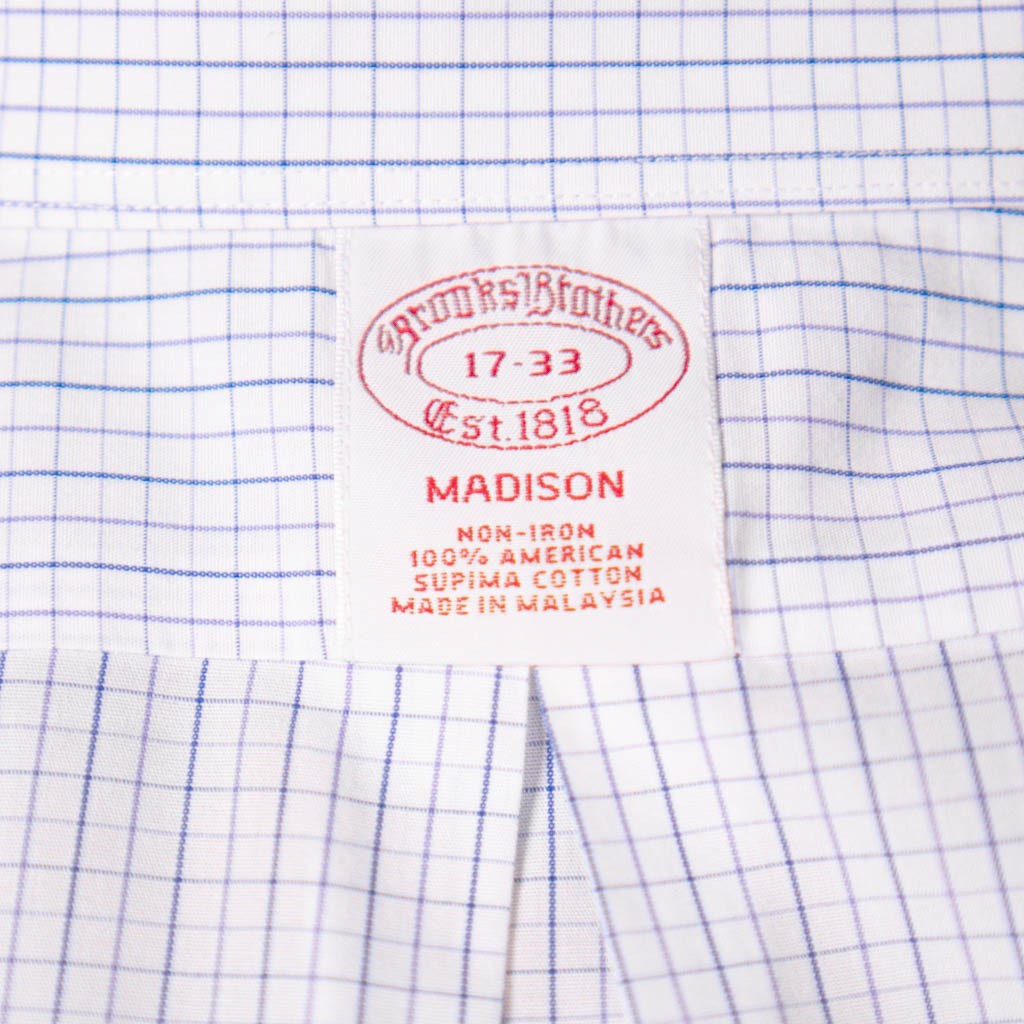 Brooks Brothers
17-33
Est. 1818
MADISON
NON-IRON
100% AMERICAN
SUPIMA COTTON
MADE IN MALAYSIA